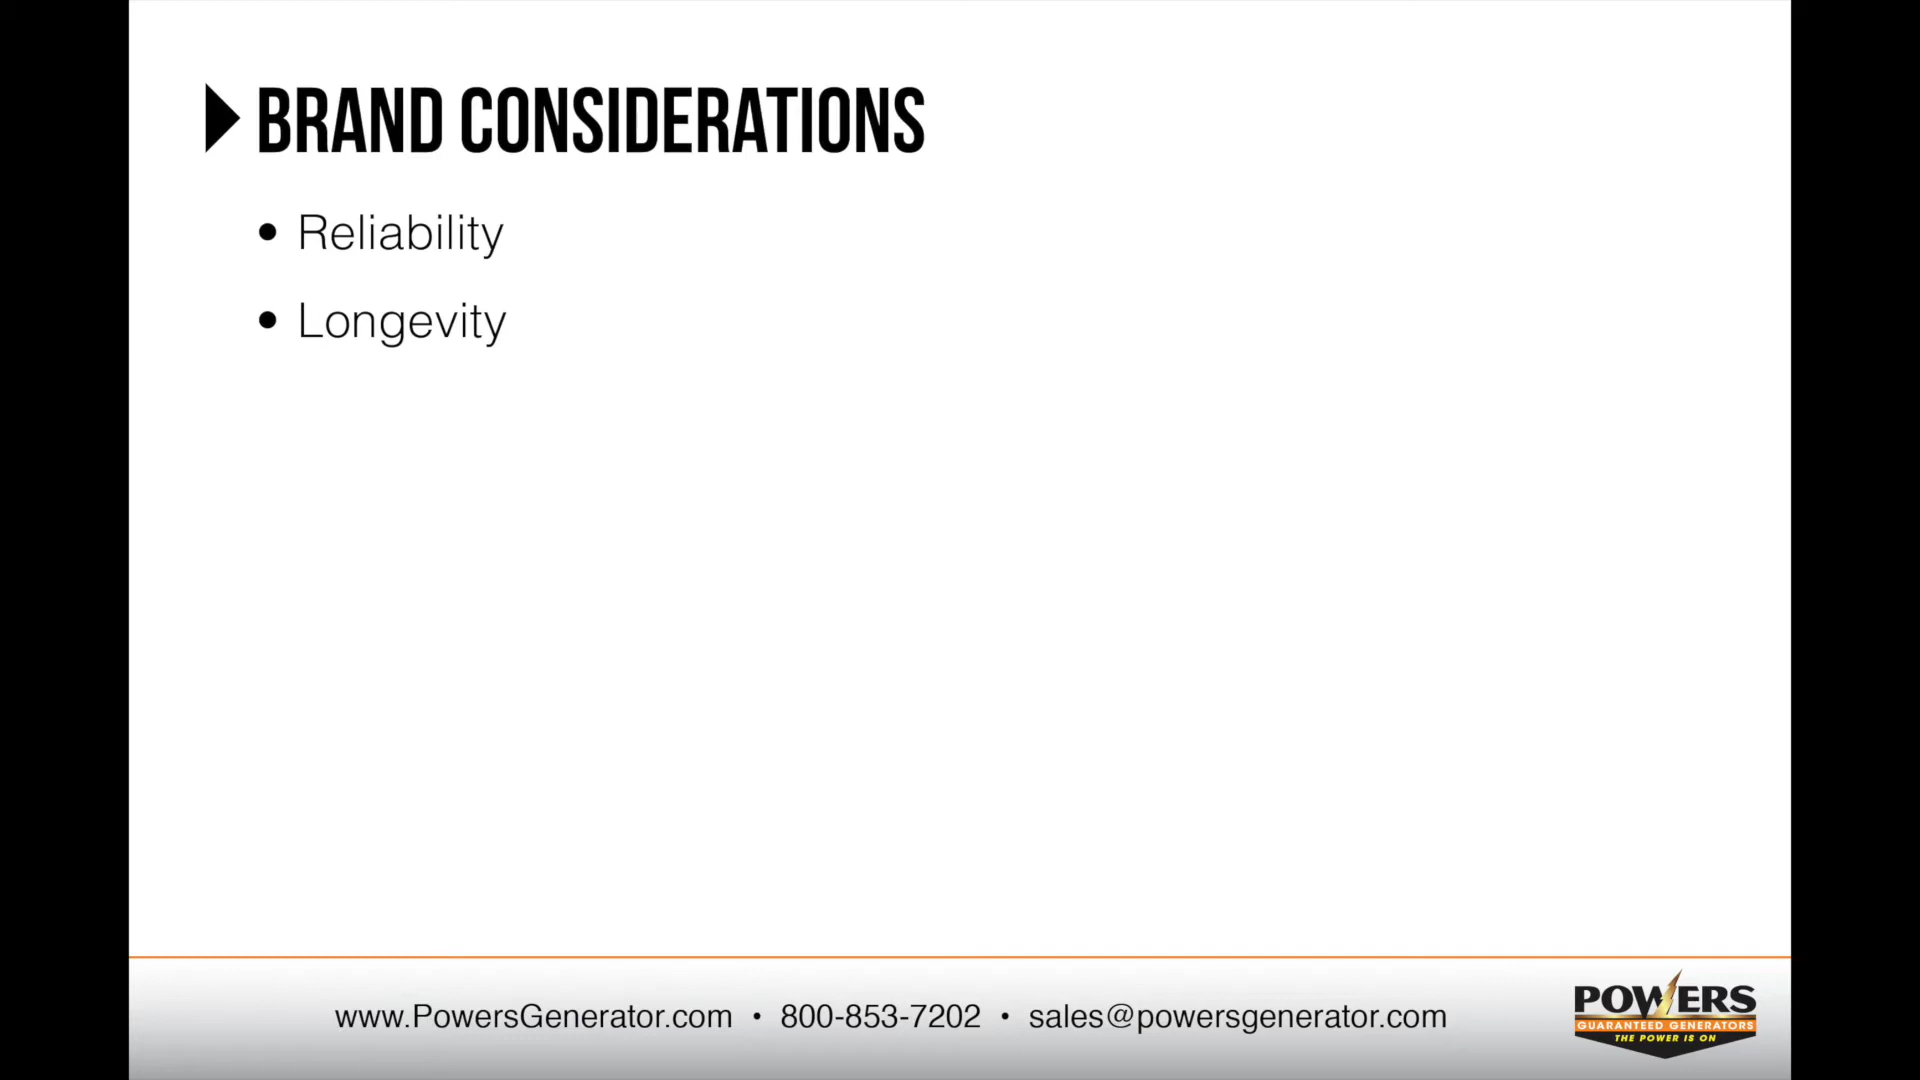 BRAND CONSIDERATIONS
• Reliability
• Longevity
www.PowersGenerator.com • 800-853-7202 • sales@powersgenerator.com
POWERS
GUARANTEED GENERATORS
THE POWER IS ON